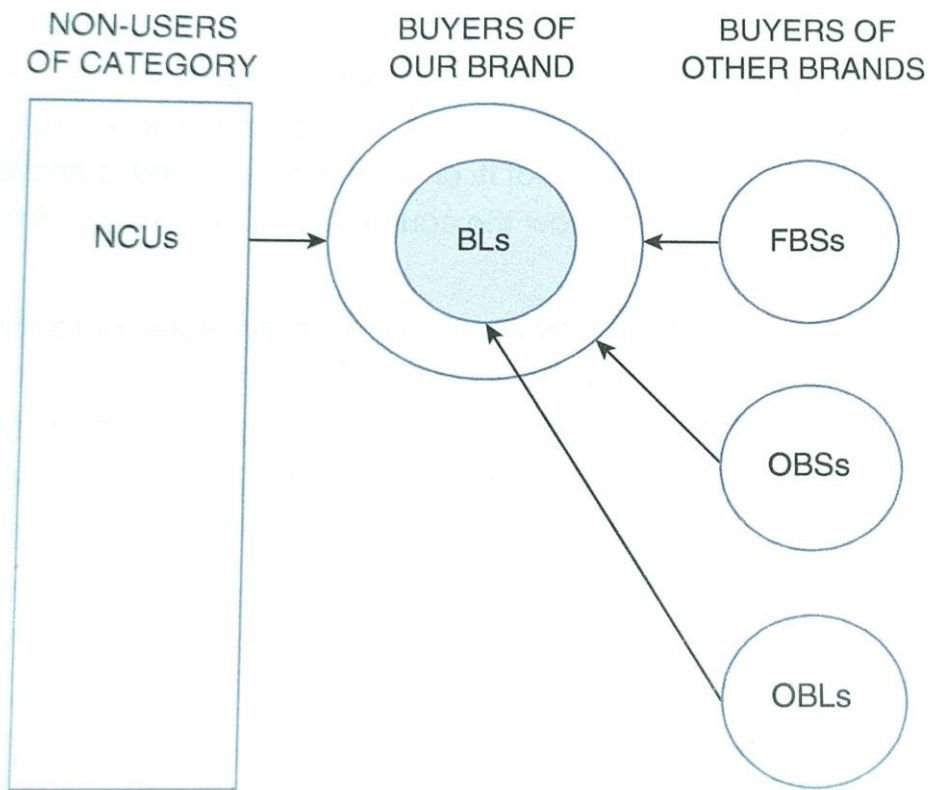 NON-USERS
OF CATEGORY
BUYERS OF
OUR BRAND
BUYERS OF
OTHER BRANDS
NCUs
BLs
FBSs
OBSs
OBLs